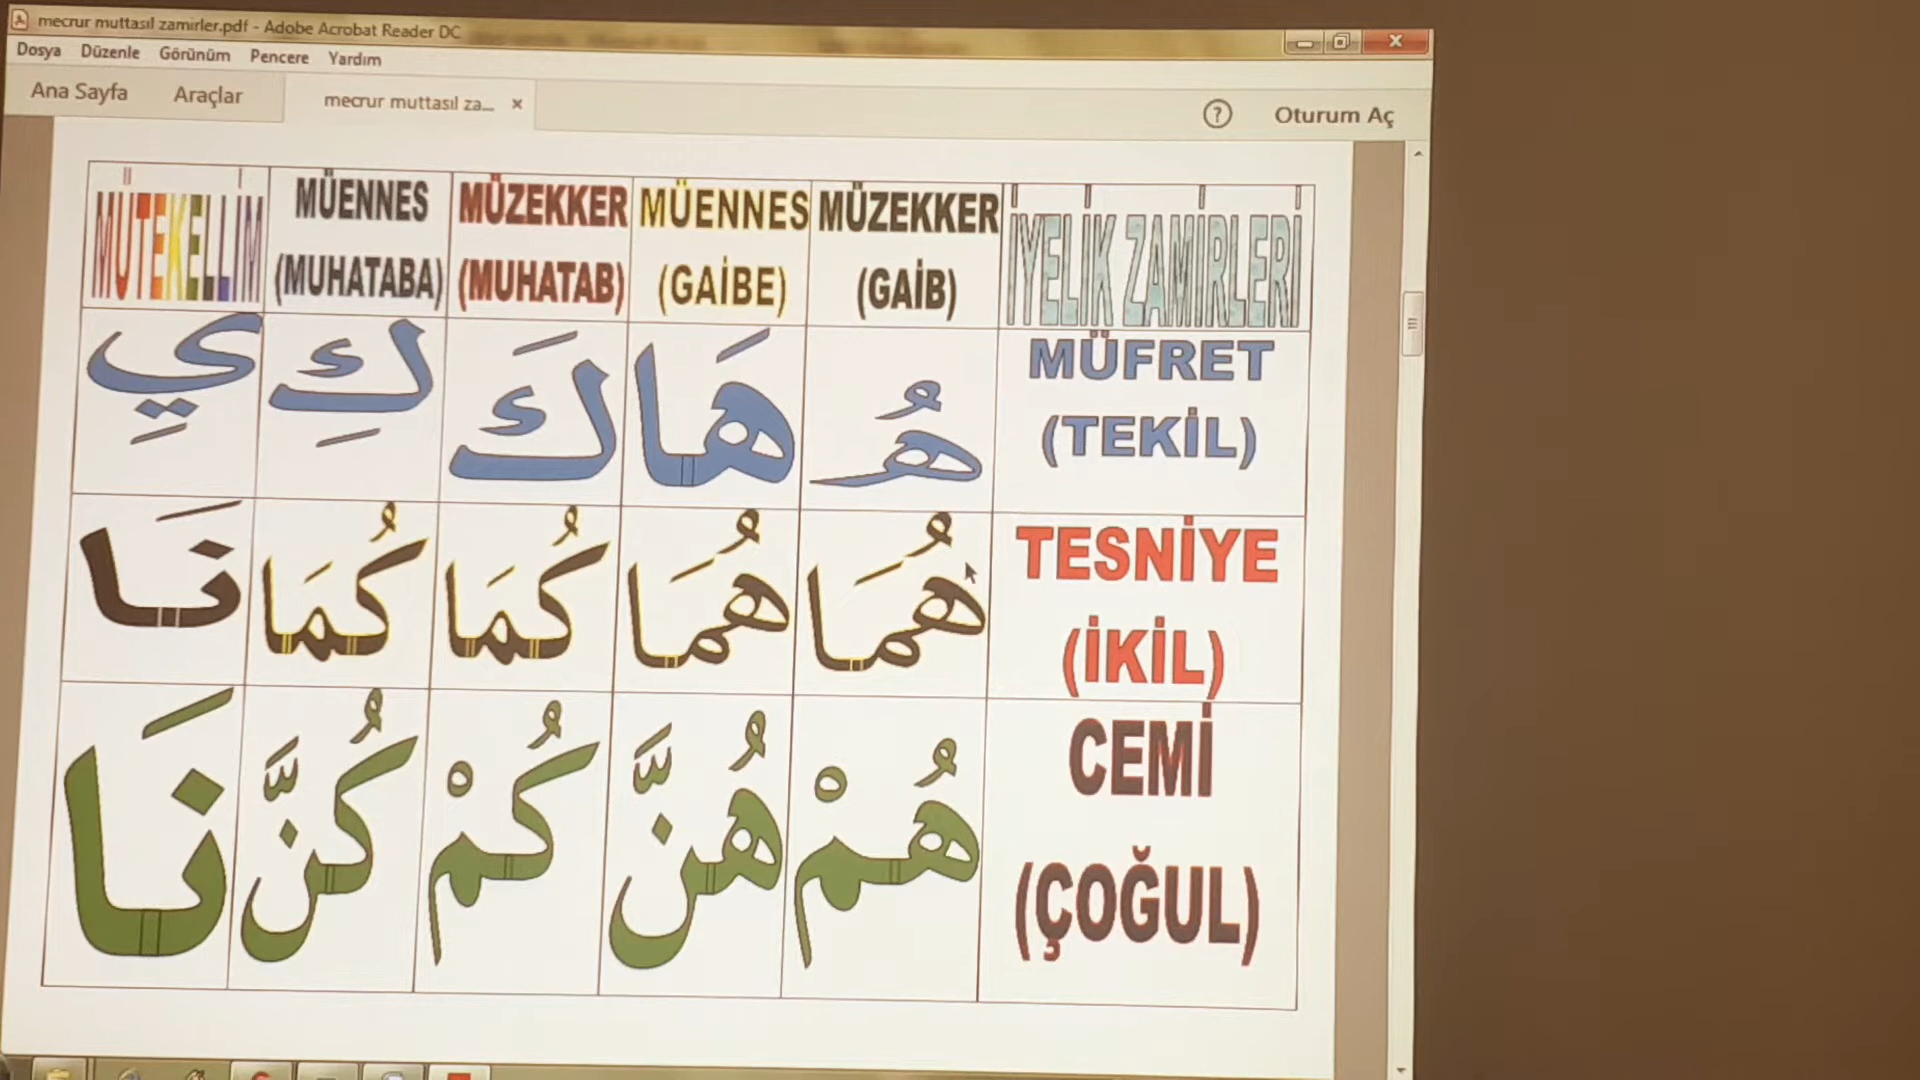 mecrur muttasıl zamirler.pdf - Adobe Acrobat Reader DC
Dosya Düzenle Görünüm Pencere Yardım
Ana Sayfa Araçlar mecrur muttasıl za... × ? Oturum Aç
MÜTEKELLİM
MÜENNES (MUHATABA)
MÜZEKKER (MUHATAB)
MÜENNES (GAİBE)
MÜZEKKER (GAİB)
İYELİK ZAMİRLERİ
ي كِ كَ هَا هُ
MÜFRET
(TEKİL)
نَا كُمَا كُمَا هُمَا هُمَا
TESNİYE
(İKİL)
نَا كُنَّ كُمْ هُنَّ هُمْ
CEMİ
(ÇOĞUL)